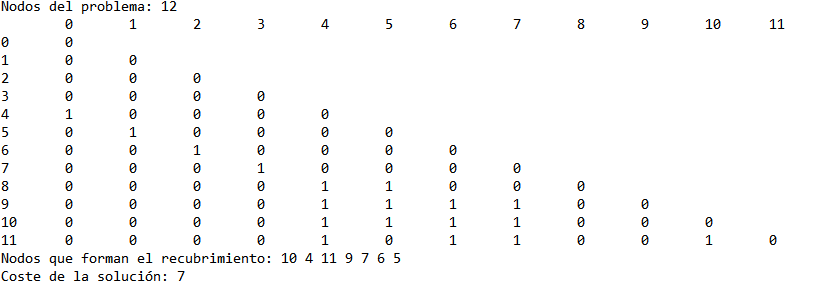 Nodos del problema: 12
0 1 2 3 4 5 6 7 8 9 10 11
0 0
1 0 0
2 0 0 0
3 0 0 0 0
4 1 0 0 0 0
5 0 1 0 0 0 0
6 0 0 1 0 0 0 0
7 0 0 0 1 0 0 0 0
8 0 0 0 0 1 1 0 0 0
9 0 0 0 0 1 1 1 1 0 0
10 0 0 0 0 1 1 1 1 0 0 0
11 0 0 0 0 1 0 1 1 0 0 1 0
Nodos que forman el recubrimiento: 10 4 11 9 7 6 5
Coste de la solución: 7